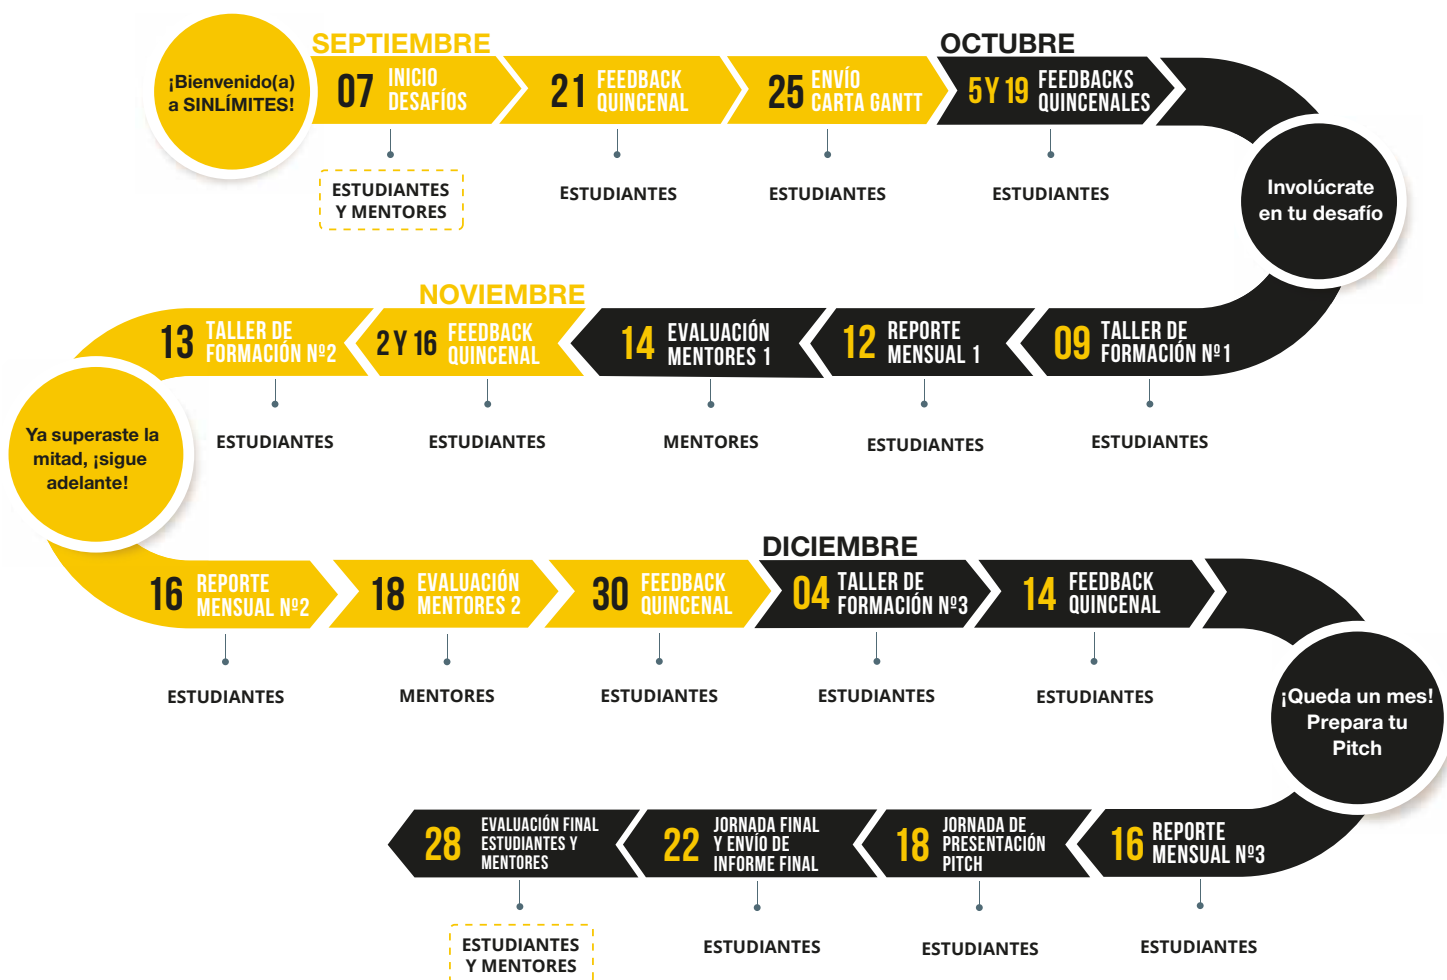 ¡Bienvenido(a)
a SINLÍMITES!
SEPTIEMBRE
07 INICIO
DESAFÍOS
ESTUDIANTES
Y MENTORES
21 FEEDBACK
QUINCENAL
ESTUDIANTES
25 ENVÍO
CARTA GANTT
ESTUDIANTES
OCTUBRE
5 Y 19 FEEDBACKS
QUINCENALES
ESTUDIANTES
Involúcrate
en tu desafío
09 TALLER DE
FORMACIÓN Nº1
ESTUDIANTES
12 REPORTE
MENSUAL 1
ESTUDIANTES
14 EVALUACIÓN
MENTORES 1
MENTORES
NOVIEMBRE
2 Y 16 FEEDBACK
QUINCENAL
ESTUDIANTES
13 TALLER DE
FORMACIÓN Nº2
ESTUDIANTES
Ya superaste la
mitad, ¡sigue
adelante!
16 REPORTE
MENSUAL Nº2
ESTUDIANTES
18 EVALUACIÓN
MENTORES 2
MENTORES
30 FEEDBACK
QUINCENAL
ESTUDIANTES
DICIEMBRE
04 TALLER DE
FORMACIÓN Nº3
ESTUDIANTES
14 FEEDBACK
QUINCENAL
ESTUDIANTES
¡Queda un mes!
Prepara tu
Pitch
16 REPORTE
MENSUAL Nº3
ESTUDIANTES
18 JORNADA DE
PRESENTACIÓN
PITCH
ESTUDIANTES
22 JORNADA FINAL
Y ENVÍO DE
INFORME FINAL
ESTUDIANTES
28 EVALUACIÓN FINAL
ESTUDIANTES Y
MENTORES
ESTUDIANTES
Y MENTORES